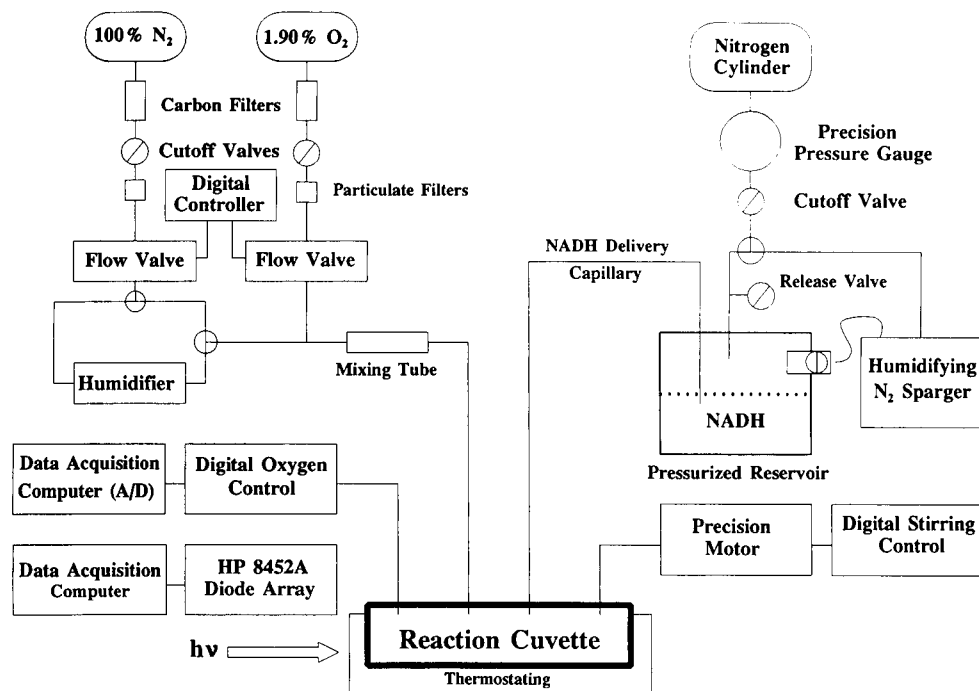 100% N₂
1.90% O₂
Carbon Filters
Cutoff Valves
Digital
Controller
Particulate Filters
Flow Valve
Flow Valve
Humidifier
Mixing Tube
Nitrogen
Cylinder
Precision
Pressure Gauge
Cutoff Valve
NADH Delivery
Capillary
Release Valve
Humidifying
N₂ Sparger
NADH
Pressurized Reservoir
Data Acquisition
Computer (A/D)
Digital Oxygen
Control
Precision
Motor
Digital Stirring
Control
Data Acquisition
Computer
HP 8452A
Diode Array
hν
Reaction Cuvette
Thermostating